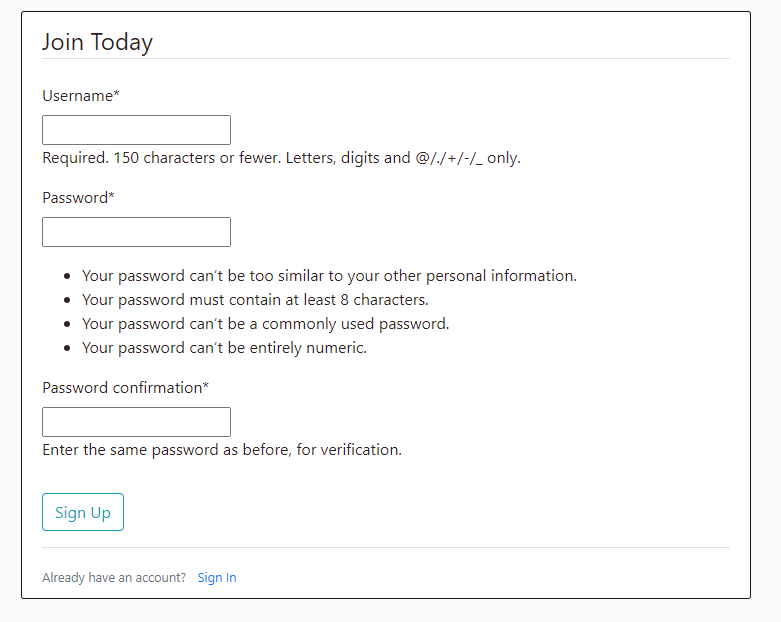 Join Today
Username*
Required. 150 characters or fewer. Letters, digits and @/./+/-/_ only.
Password*
Your password can’t be too similar to your other personal information.
Your password must contain at least 8 characters.
Your password can’t be a commonly used password.
Your password can’t be entirely numeric.
Password confirmation*
Enter the same password as before, for verification.
Sign Up
Already have an account? Sign In